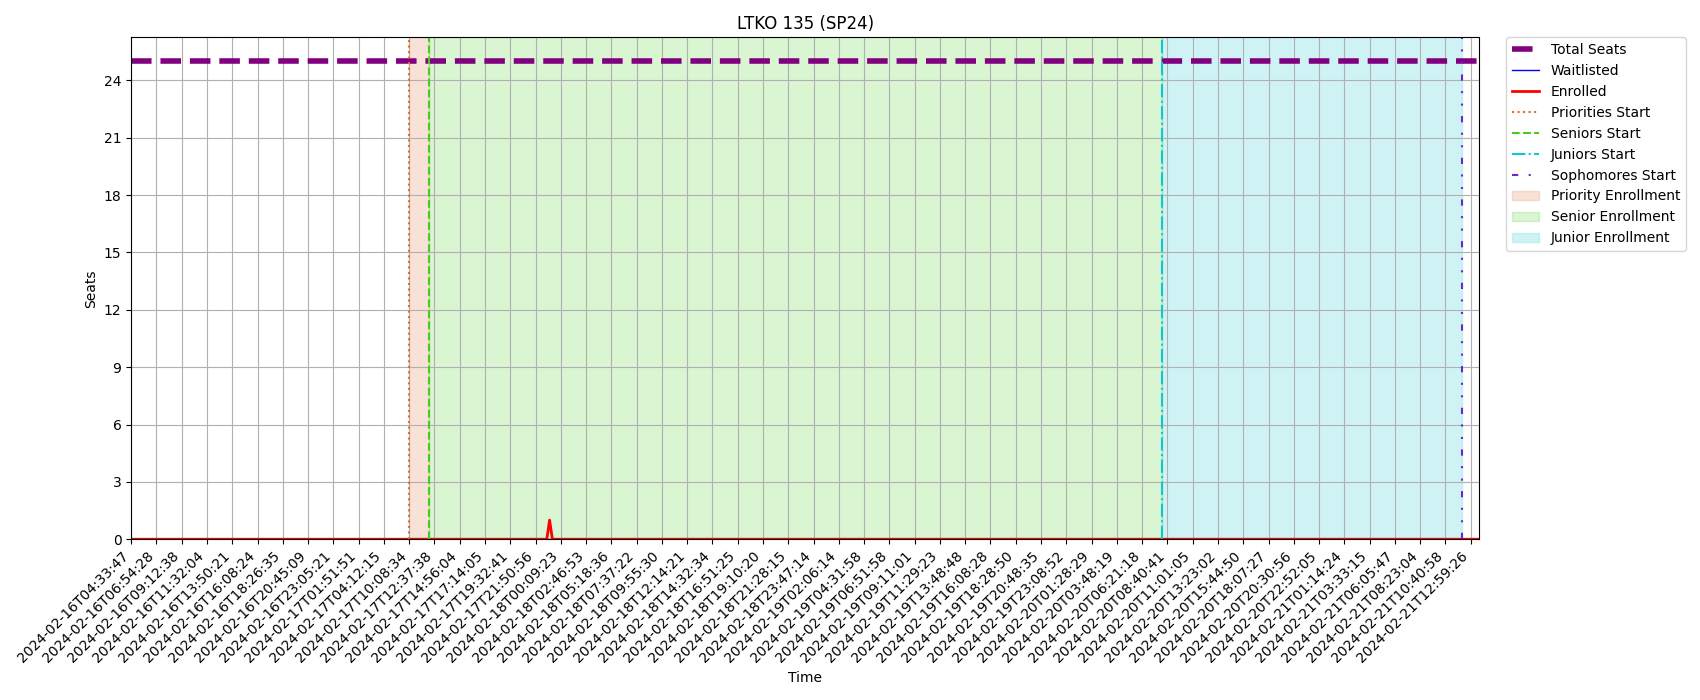 LTKO 135 (SP24)
Total Seats
Waitlisted
Enrolled
Priorities Start
Seniors Start
Juniors Start
Sophomores Start
Priority Enrollment
Senior Enrollment
Junior Enrollment
Seats
24
21
18
15
12
9
6
3
0
2024-02-16T04:33:47
2024-02-16T06:54:28
2024-02-16T09:12:38
2024-02-16T11:32:04
2024-02-16T13:50:21
2024-02-16T16:08:24
2024-02-16T18:26:35
2024-02-16T20:45:09
2024-02-16T23:05:21
2024-02-17T01:51:51
2024-02-17T04:12:15
2024-02-17T10:08:34
2024-02-17T12:37:38
2024-02-17T14:56:04
2024-02-17T17:14:05
2024-02-17T19:32:41
2024-02-17T21:50:56
2024-02-18T00:09:23
2024-02-18T02:46:53
2024-02-18T05:18:36
2024-02-18T07:37:22
2024-02-18T09:55:30
2024-02-18T12:14:21
2024-02-18T14:32:34
2024-02-18T16:51:25
2024-02-18T19:10:20
2024-02-18T21:28:15
2024-02-18T23:47:14
2024-02-19T02:06:14
2024-02-19T04:31:58
2024-02-19T06:51:58
2024-02-19T09:11:01
2024-02-19T11:29:23
2024-02-19T13:48:48
2024-02-19T16:08:28
2024-02-19T18:28:50
2024-02-19T20:48:35
2024-02-19T23:08:52
2024-02-20T01:28:29
2024-02-20T03:48:19
2024-02-20T06:21:18
2024-02-20T08:40:41
2024-02-20T11:01:05
2024-02-20T13:23:02
2024-02-20T15:44:50
2024-02-20T18:07:27
2024-02-20T20:30:56
2024-02-20T22:52:05
2024-02-21T01:14:24
2024-02-21T03:33:15
2024-02-21T06:05:47
2024-02-21T08:23:04
2024-02-21T10:40:58
2024-02-21T12:59:26
Time